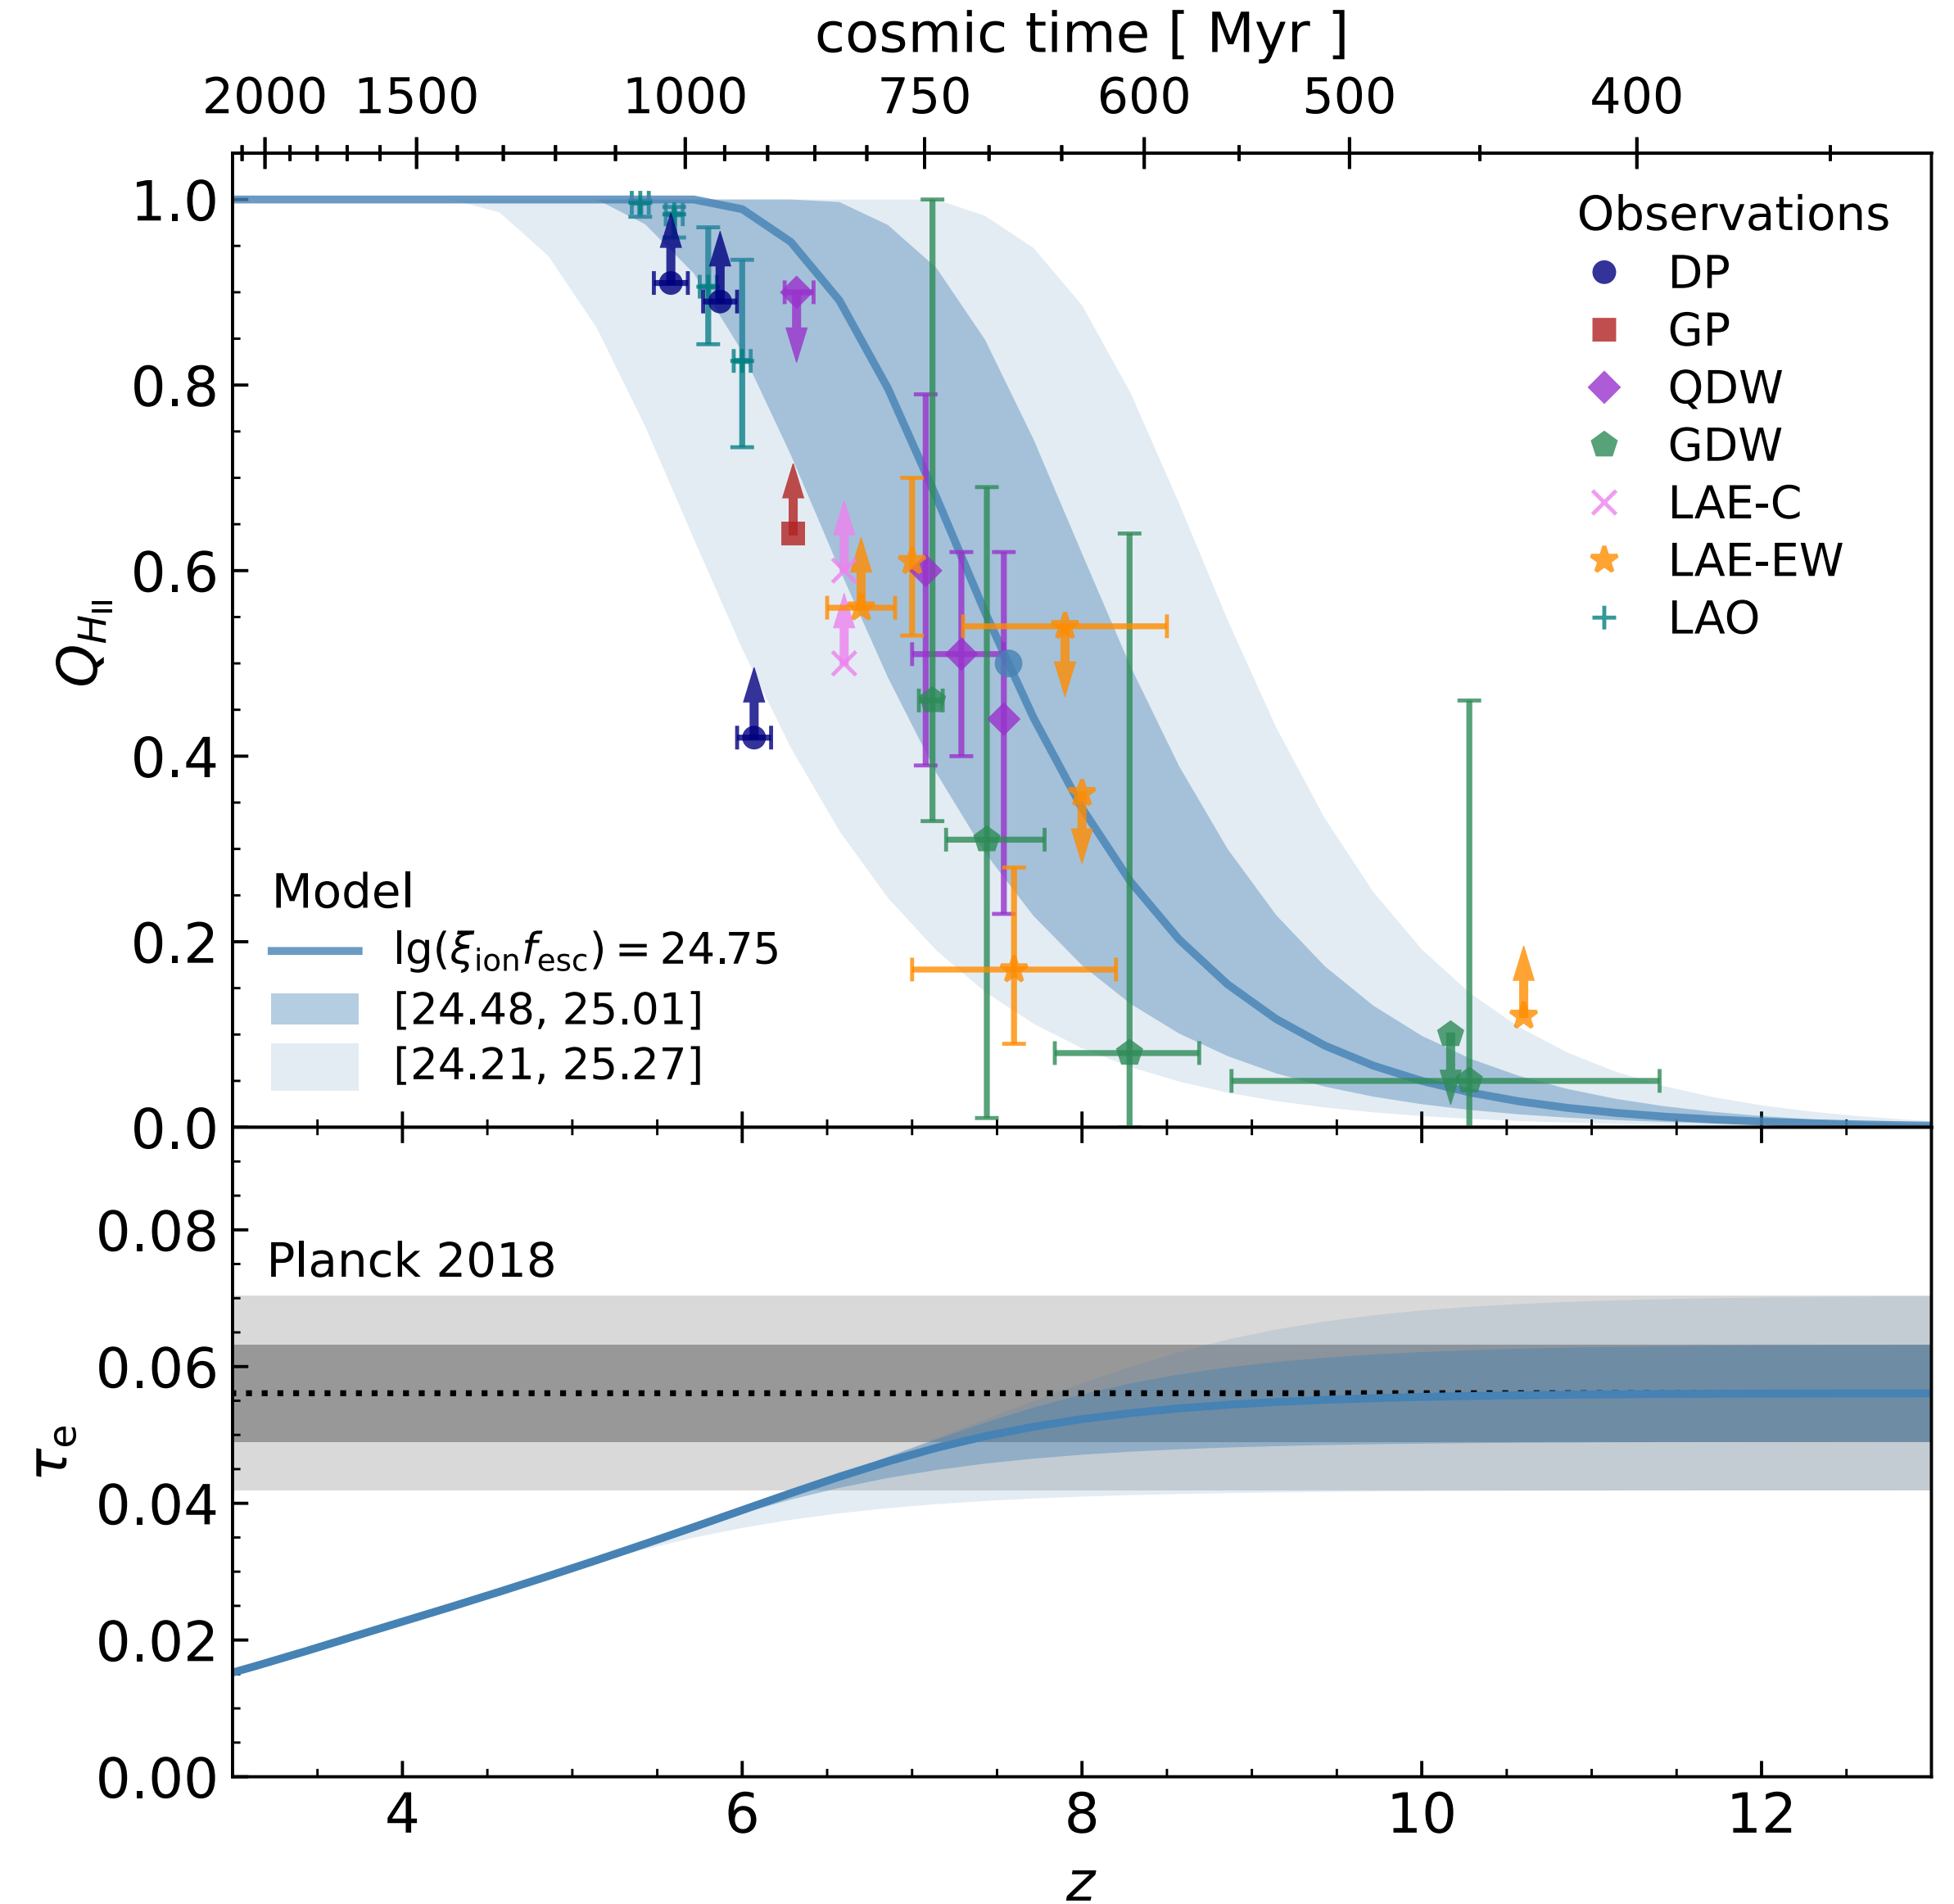 cosmic time [ Myr ]
2000 1500 1000 750 600 500 400
1.0
0.8
0.6
0.4
0.2
0.0
Q_HII
Observations
DP
GP
QDW
GDW
LAE-C
LAE-EW
LAO
Model
lg(ξ_ion f_esc) = 24.75
[24.48, 25.01]
[24.21, 25.27]
0.08
0.06
0.04
0.02
0.00
τ_e
Planck 2018
4 6 8 10 12
z